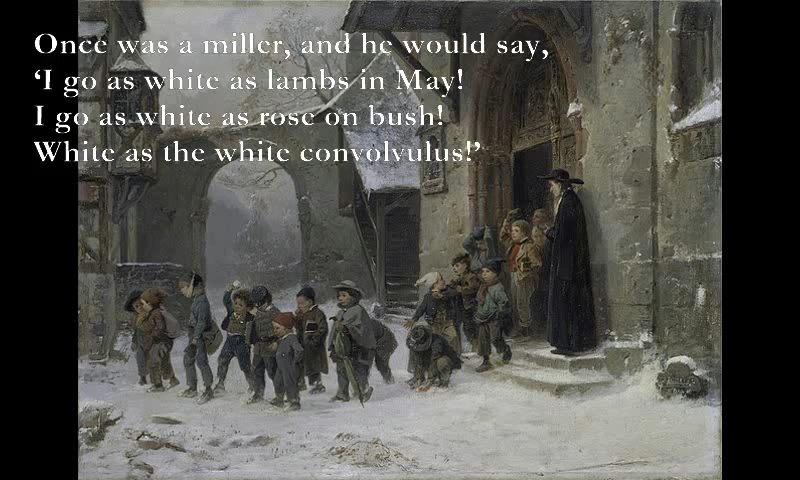 Once was a miller, and he would say,
‘I go as white as lambs in May!
I go as white as rose on bush!
White as the white convolvulus!’